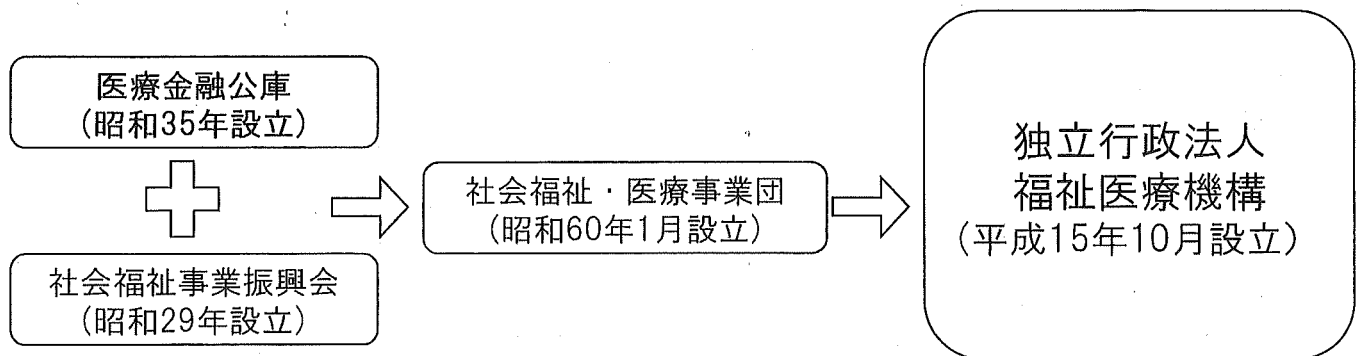 医療金融公庫
(昭和35年設立)
社会福祉事業振興会
(昭和29年設立)
社会福祉・医療事業団
(昭和60年1月設立)
独立行政法人
福祉医療機構
(平成15年10月設立)